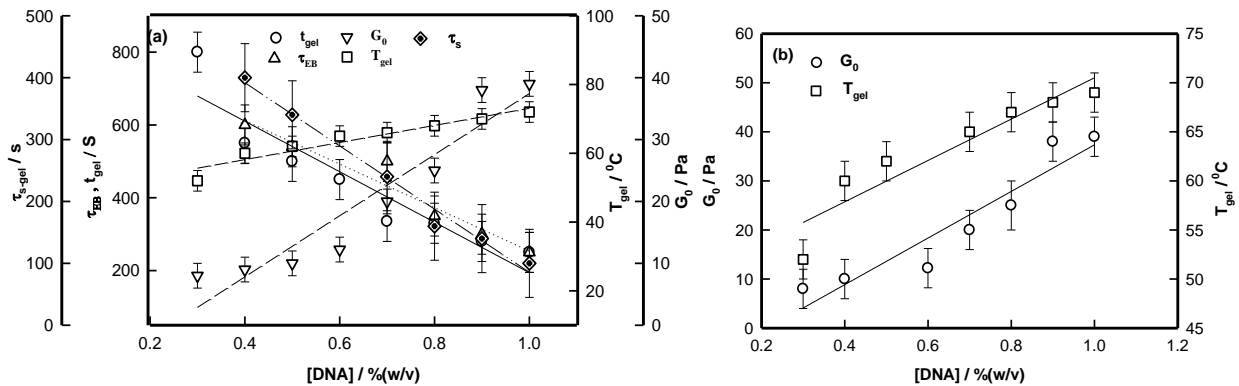 500
400
300
200
100
0
τs-gel / s
800
600
400
200
τEB , tgel / S
(a)
tgel
G0
τs
τEB
Tgel
100
80
60
40
20
Tgel / 0C
50
40
30
20
10
0
G0 / Pa
0.2 0.4 0.6 0.8 1.0
[DNA] / %(w/v)
60
50
40
30
20
10
0
G0 / Pa
(b)
G0
Tgel
75
70
65
60
55
50
45
Tgel / 0C
0.2 0.4 0.6 0.8 1.0 1.2
[DNA] / %(w/v)